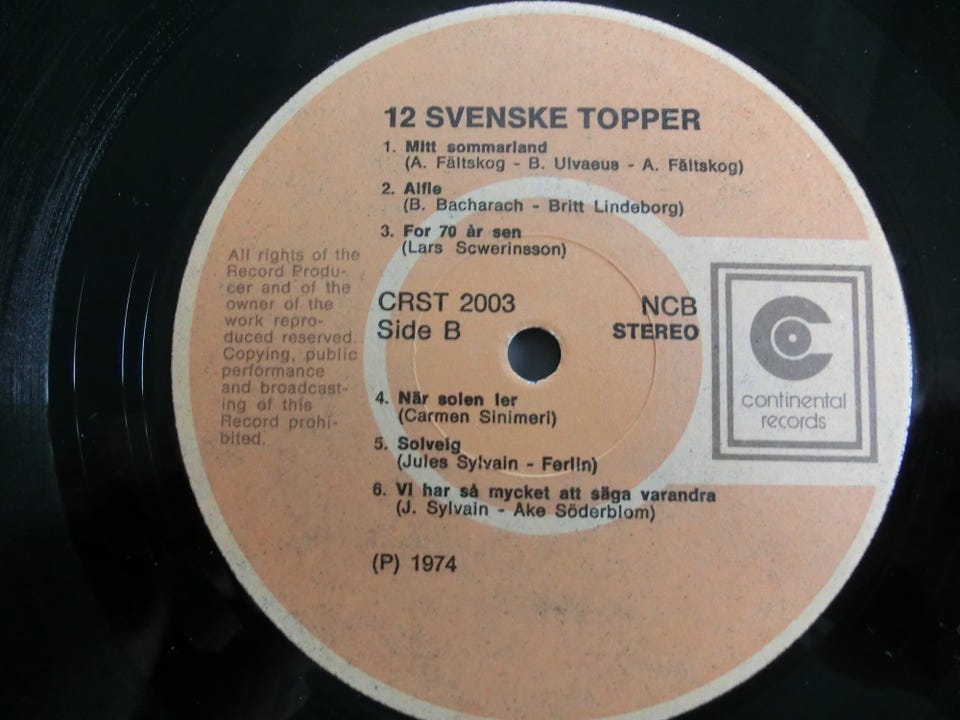 12 SVENSKE TOPPER
1. Mitt sommarland
(A. Fältskog - B. Ulvaeus - A. Fältskog)
2. Alfie
(B. Bacharach - Britt Lindeborg)
3. For 70 år sen
(Lars Scwerinsson)
All rights of the
Record Produ-
cer and of the
owner of the
work repro-
duced reserved.
Copying, public
performance
and broadcast-
ing of this
Record prohi-
bited.
CRST 2003
Side B
NCB
STEREO
continental
records
4. När solen ler
(Carmen Sinimeri)
5. Solveig
(Jules Sylvain - Ferlin)
6. Vi har så mycket att säga varandra
(J. Sylvain - Ake Söderblom)
(P) 1974